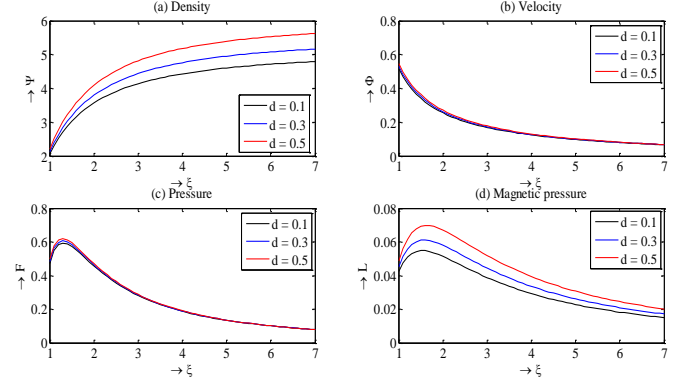 (a) Density
6
5
4
3
2
→ Ψ
d = 0.1
d = 0.3
d = 0.5
1 2 3 4 5 6 7
→ ξ
(b) Velocity
1
0.8
0.6
0.4
0.2
0
→ Φ
d = 0.1
d = 0.3
d = 0.5
1 2 3 4 5 6 7
→ ξ
(c) Pressure
0.8
0.6
0.4
0.2
0
→ F
d = 0.1
d = 0.3
d = 0.5
1 2 3 4 5 6 7
→ ξ
(d) Magnetic pressure
0.08
0.06
0.04
0.02
0
→ L
d = 0.1
d = 0.3
d = 0.5
1 2 3 4 5 6 7
→ ξ